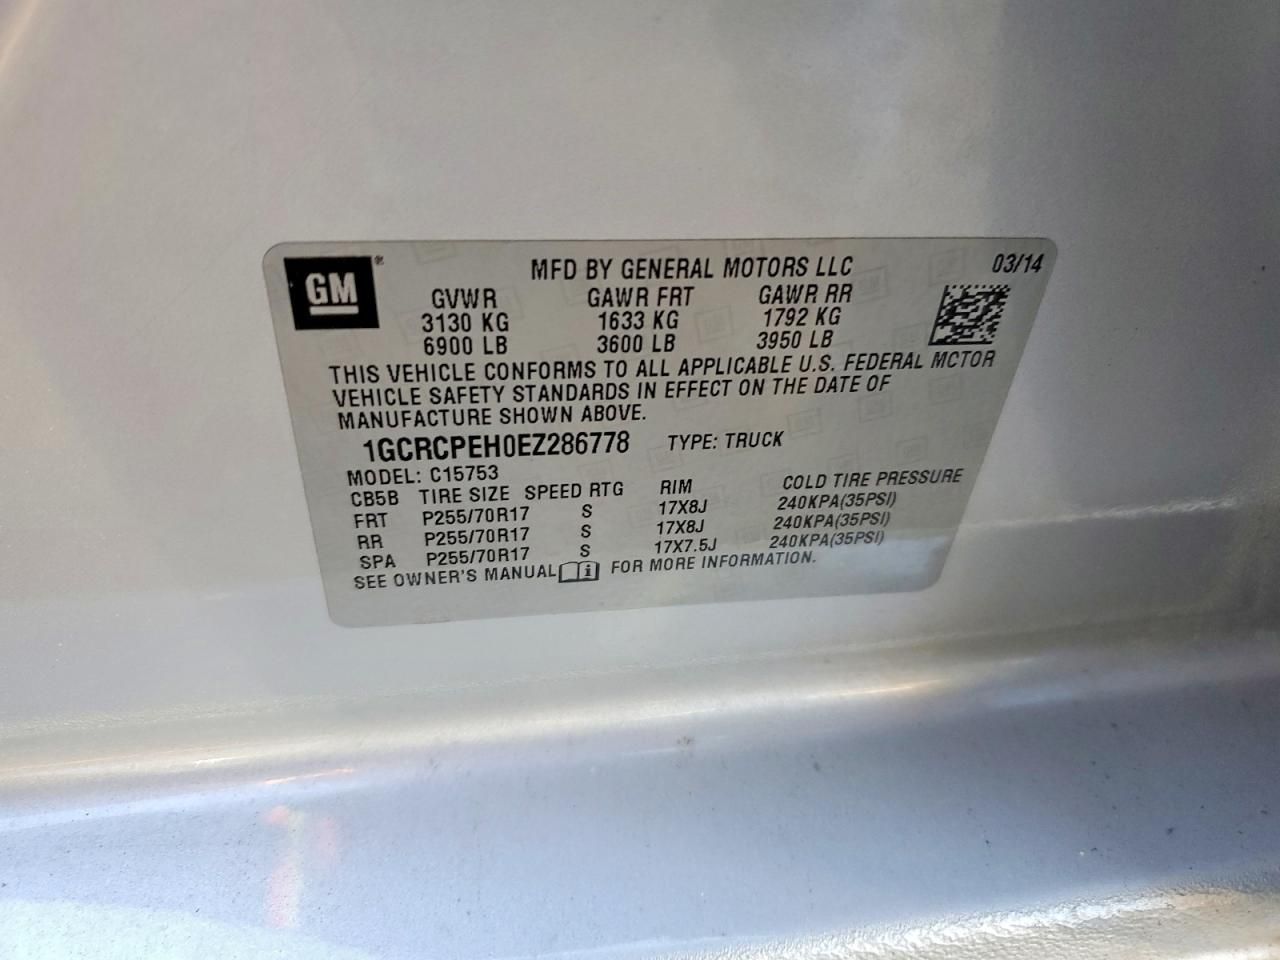 GM® MFD BY GENERAL MOTORS LLC 03/14
GVWR GAWR FRT GAWR RR
3130 KG 1633 KG 1792 KG
6900 LB 3600 LB 3950 LB
THIS VEHICLE CONFORMS TO ALL APPLICABLE U.S. FEDERAL MOTOR
VEHICLE SAFETY STANDARDS IN EFFECT ON THE DATE OF
MANUFACTURE SHOWN ABOVE.
1GCRCPEH0EZ286778 TYPE: TRUCK
MODEL: C15753
CB5B TIRE SIZE SPEED RTG RIM COLD TIRE PRESSURE
FRT P255/70R17 S 17X8J 240KPA(35PSI)
RR P255/70R17 S 17X8J 240KPA(35PSI)
SPA P255/70R17 S 17X7.5J 240KPA(35PSI)
SEE OWNER'S MANUAL i FOR MORE INFORMATION.